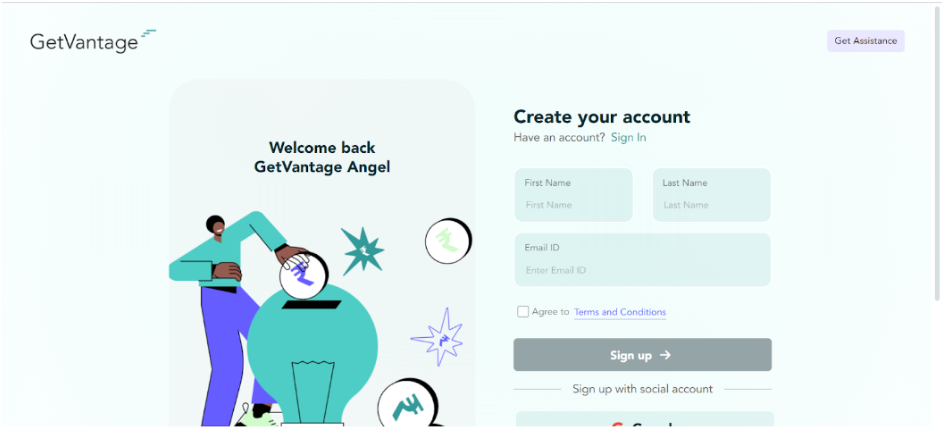 GetVantage
Get Assistance
Welcome back
GetVantage Angel
Create your account
Have an account? Sign In
First Name
First Name
Last Name
Last Name
Email ID
Enter Email ID
Agree to Terms and Conditions
Sign up →
Sign up with social account